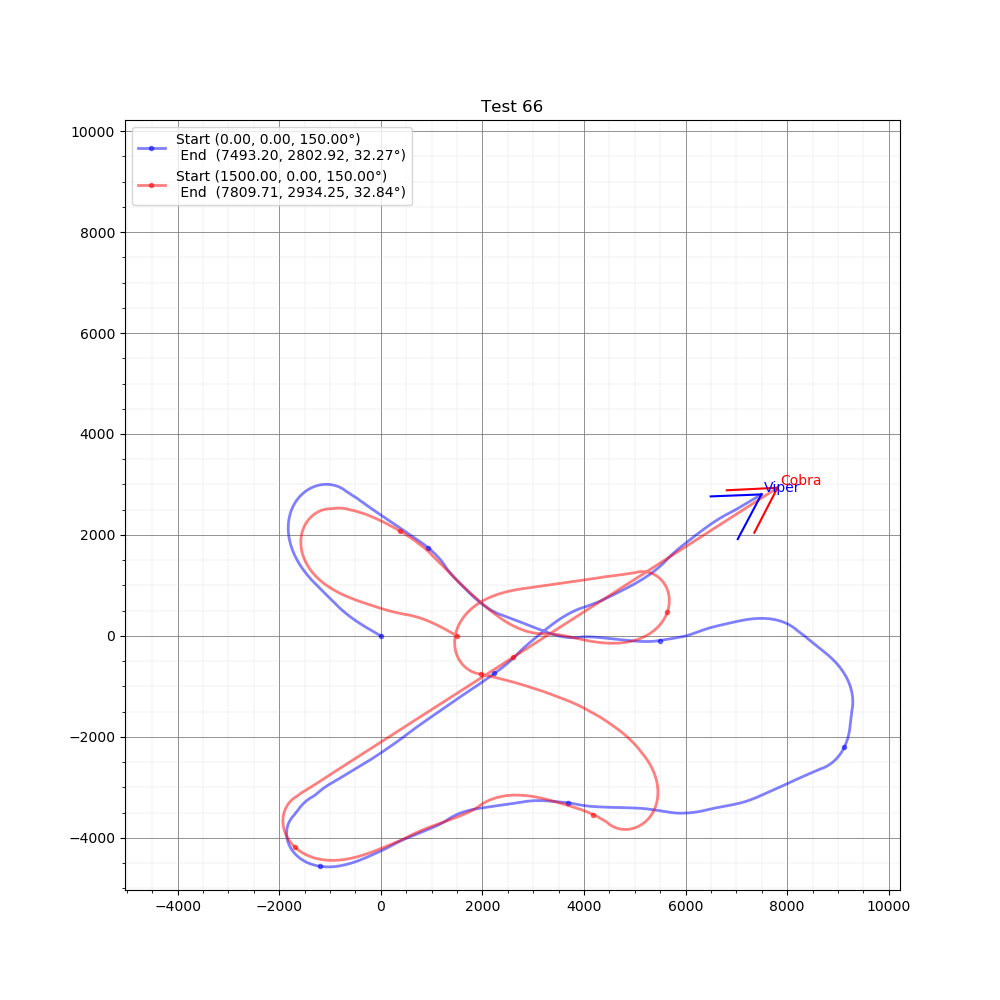 Test 66
Start (0.00, 0.00, 150.00°)
End (7493.20, 2802.92, 32.27°)
Start (1500.00, 0.00, 150.00°)
End (7809.71, 2934.25, 32.84°)
10000
8000
6000
4000
2000
0
−2000
−4000
Cobra
Viper
−4000 −2000 0 2000 4000 6000 8000 10000